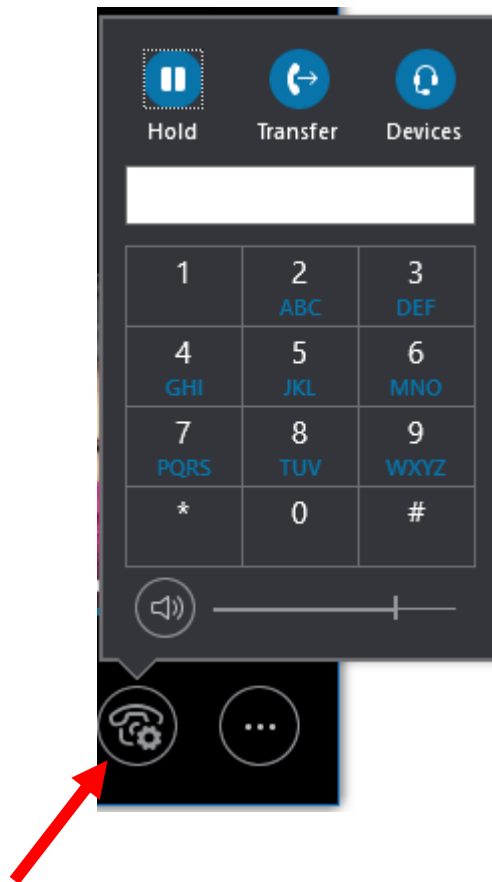 Hold Transfer Devices
1 2 3
ABC DEF
4 5 6
GHI JKL MNO
7 8 9
PQRS TUV WXYZ
* 0 #